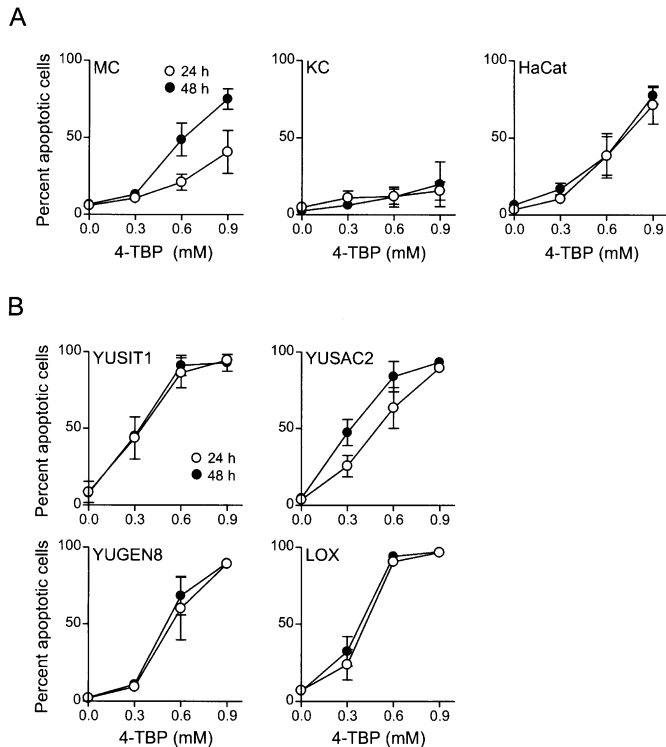 A
MC
24 h
48 h
KC
HaCat
Percent apoptotic cells
100
50
0
0.0 0.3 0.6 0.9
4-TBP (mM)
100
50
0
0.0 0.3 0.6 0.9
4-TBP (mM)
100
50
0
0.0 0.3 0.6 0.9
4-TBP (mM)
B
YUSIT1
24 h
48 h
Percent apoptotic cells
100
50
0
0.0 0.3 0.6 0.9
YUSAC2
100
50
0
0.0 0.3 0.6 0.9
YUGEN8
Percent apoptotic cells
100
50
0
0.0 0.3 0.6 0.9
4-TBP (mM)
LOX
100
50
0
0.0 0.3 0.6 0.9
4-TBP (mM)